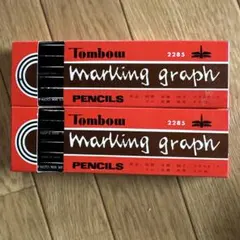 Tombow 2285
marking graph
PENCILS
Tombow 2285
marking graph
PENCILS